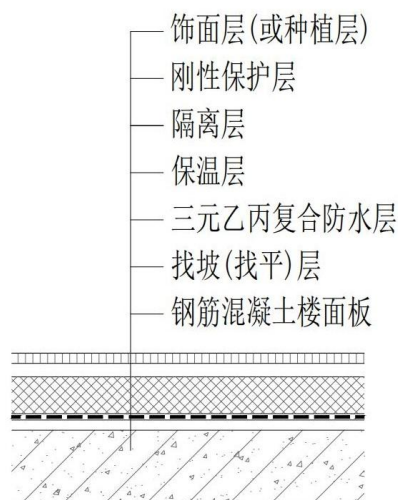 饰面层(或种植层)
刚性保护层
隔离层
保温层
三元乙丙复合防水层
找坡(找平)层
钢筋混凝土楼面板